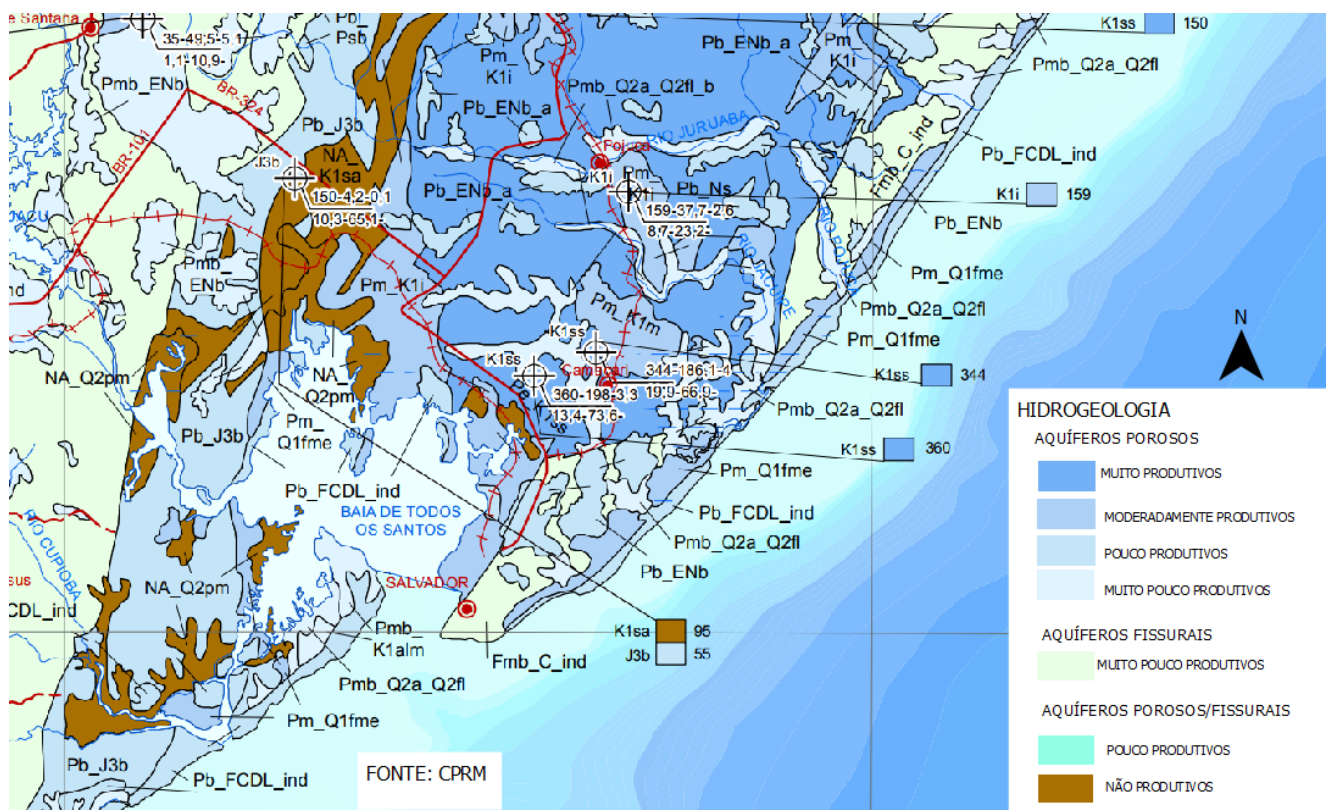 e Santana
35-48,5-5,1
1,1-10,9-
Pb_
Psb
K1ss 150
Pmb_ENb
Pm_
K1i
Pb_ENb_a
Pm_
K1i
Pmb_Q2a_Q2fl
Pb_ENb_a
Pmb_Q2a_Q2fl_b
BR-324
BR-101
Pb_J3b
RIO JURUABA
Fmb_C_ind
Pb_FCDL_ind
J3b
NA_
K1sa
Pojuca
K1i
Pm
Pb_Ns
Pb_ENb_a
K1i 159
150-4,2-0,1
10,3-65,1-
159-37,7-2,6
8,7-23,2-
Pb_ENb
Pmb_
ENb
Pm_K1i
RIO JACUIPE
Pm_Q1fme
Pmb_Q2a_Q2fl
Pm_K1m
K1ss
Pm_Q1fme
N
NA_Q2pm
NA_
Q2pm
K1ss
Camaçari
344-186,1-4
19,9-66,9-
K1ss 344
360-198-3,3
13,4-73,6-
Pmb_Q2a_Q2fl
Pm_
Q1fme
Pb_J3b
K1ss 360
Pm_Q1fme
Pb_FCDL_ind
BAIA DE TODOS
OS SANTOS
Pb_FCDL_ind
Pmb_Q2a_Q2fl
RIO CUPIOBA
NA_Q2pm
Pb_ENb
SALVADOR
sus
CDL_ind
Pmb_
K1alm
Fmb_C_ind
K1sa 95
J3b 55
Pmb_Q2a_Q2fl
Pm_Q1fme
Pb_J3b
Pb_FCDL_ind
FONTE: CPRM
HIDROGEOLOGIA
AQUÍFEROS POROSOS
MUITO PRODUTIVOS
MODERADAMENTE PRODUTIVOS
POUCO PRODUTIVOS
MUITO POUCO PRODUTIVOS
AQUÍFEROS FISSURAIS
MUITO POUCO PRODUTIVOS
AQUÍFEROS POROSOS/FISSURAIS
POUCO PRODUTIVOS
NÃO PRODUTIVOS